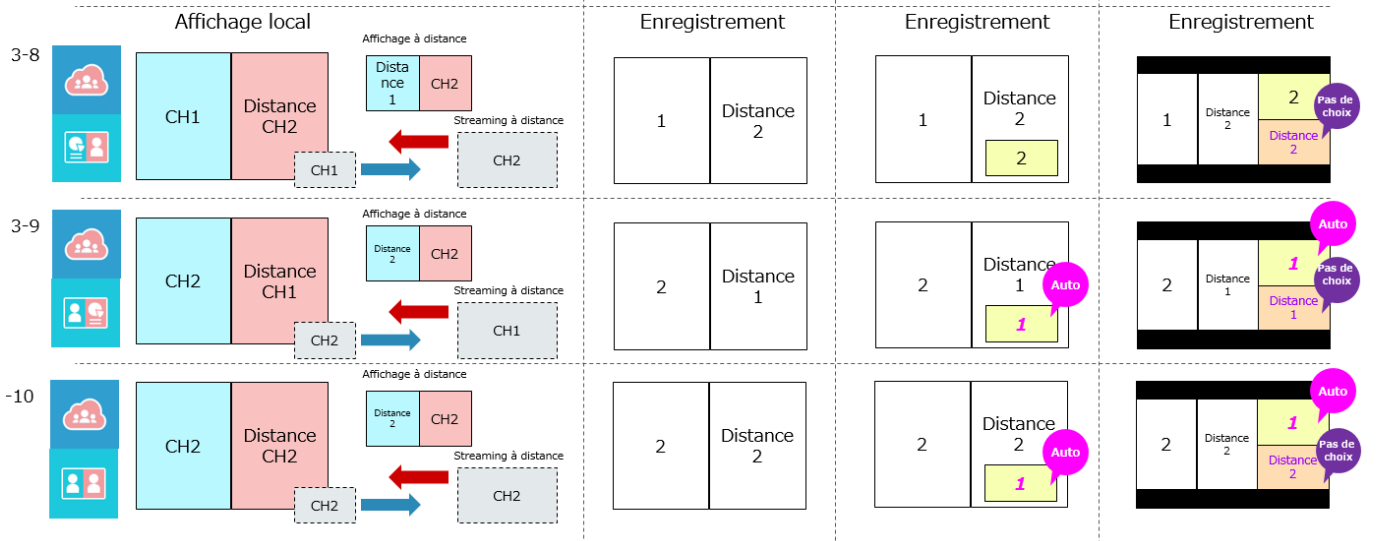 Affichage local
Enregistrement
Enregistrement
Enregistrement
3-8
CH1
Distance
CH2
CH1
Affichage à distance
Dista
nce
1
CH2
Streaming à distance
CH2
1
Distance
2
1
Distance
2
2
1
Distance
2
2
Distance
2
Pas de
choix
3-9
CH2
Distance
CH1
CH2
Affichage à distance
Distance
2
CH2
Streaming à distance
CH1
2
Distance
1
2
Distance
1
1
Auto
2
Distance
1
1
Distance
1
Auto
Pas de
choix
-10
CH2
Distance
CH2
CH2
Affichage à distance
Distance
2
CH2
Streaming à distance
CH2
2
Distance
2
2
Distance
2
1
Auto
2
Distance
2
1
Distance
2
Auto
Pas de
choix